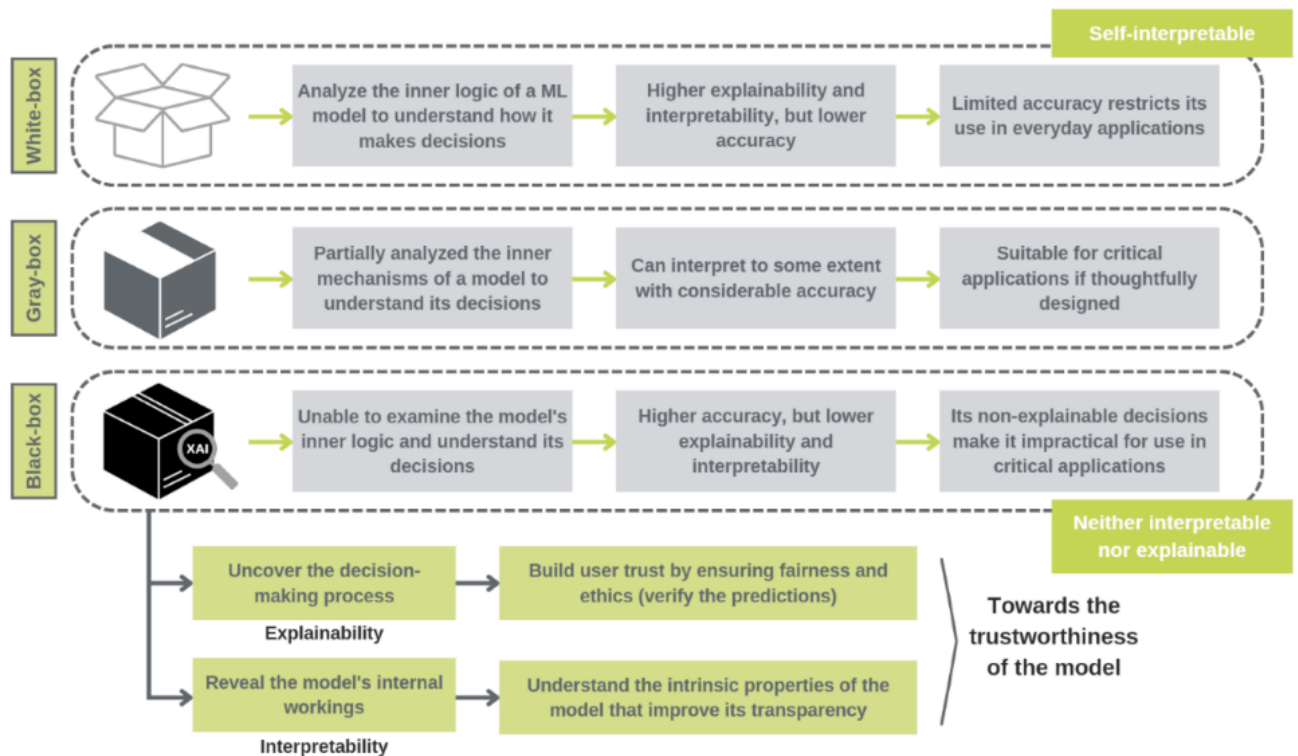 Self-interpretable
White-box
Analyze the inner logic of a ML
model to understand how it
makes decisions
Higher explainability and
interpretability, but lower
accuracy
Limited accuracy restricts its
use in everyday applications
Gray-box
Partially analyzed the inner
mechanisms of a model to
understand its decisions
Can interpret to some extent
with considerable accuracy
Suitable for critical
applications if thoughtfully
designed
Black-box
XAI
Unable to examine the model's
inner logic and understand its
decisions
Higher accuracy, but lower
explainability and
interpretability
Its non-explainable decisions
make it impractical for use in
critical applications
Neither interpretable
nor explainable
Uncover the decision-
making process
Explainability
Build user trust by ensuring fairness and
ethics (verify the predictions)
Reveal the model's internal
workings
Interpretability
Understand the intrinsic properties of the
model that improve its transparency
Towards the
trustworthiness
of the model